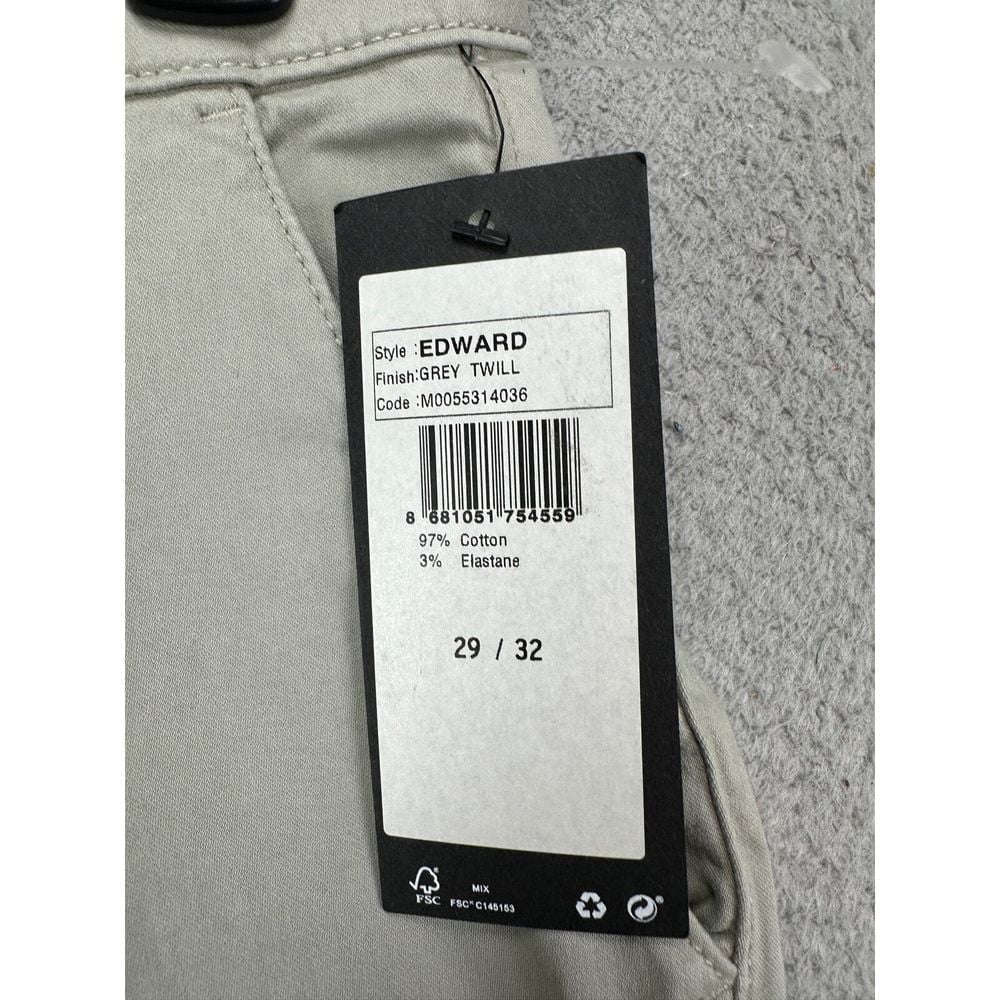 Style :EDWARD
Finish:GREY TWILL
Code :M0055314036
8 681051 754559
97% Cotton
3% Elastane
29 / 32
FSC
MIX
FSC® C145153